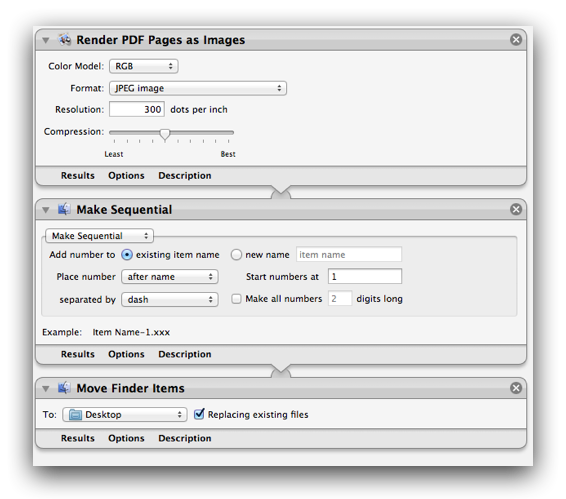 Render PDF Pages as Images
Color Model: RGB
Format: JPEG image
Resolution: 300 dots per inch
Compression:
Least Best
Results Options Description
Make Sequential
Make Sequential
Add number to existing item name new name item name
Place number after name Start numbers at 1
separated by dash Make all numbers 2 digits long
Example: Item Name-1.xxx
Results Options Description
Move Finder Items
To: Desktop Replacing existing files
Results Options Description